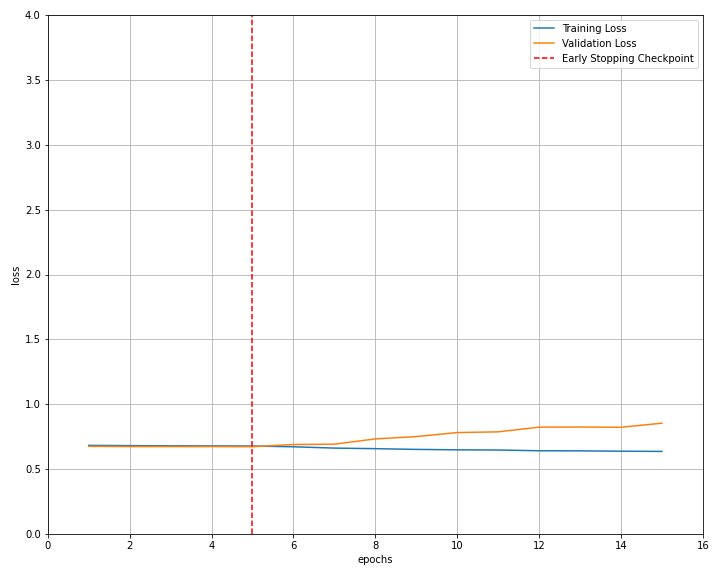 4.0
3.5
3.0
2.5
2.0
1.5
1.0
0.5
0.0
loss
0 2 4 6 8 10 12 14 16
epochs
Training Loss
Validation Loss
Early Stopping Checkpoint